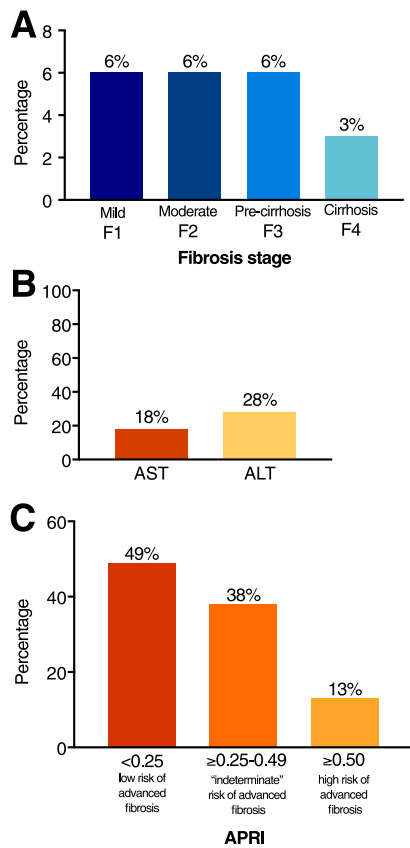 A
Percentage
8
6
4
2
0
6%
6%
6%
3%
Mild
F1
Moderate
F2
Pre-cirrhosis
F3
Cirrhosis
F4
Fibrosis stage
B
Percentage
100
80
60
40
20
0
18%
28%
AST
ALT
C
Percentage
60
40
20
0
49%
38%
13%
<0.25
low risk of
advanced
fibrosis
≥0.25-0.49
“indeterminate”
risk of advanced
fibrosis
≥0.50
high risk of
advanced
fibrosis
APRI